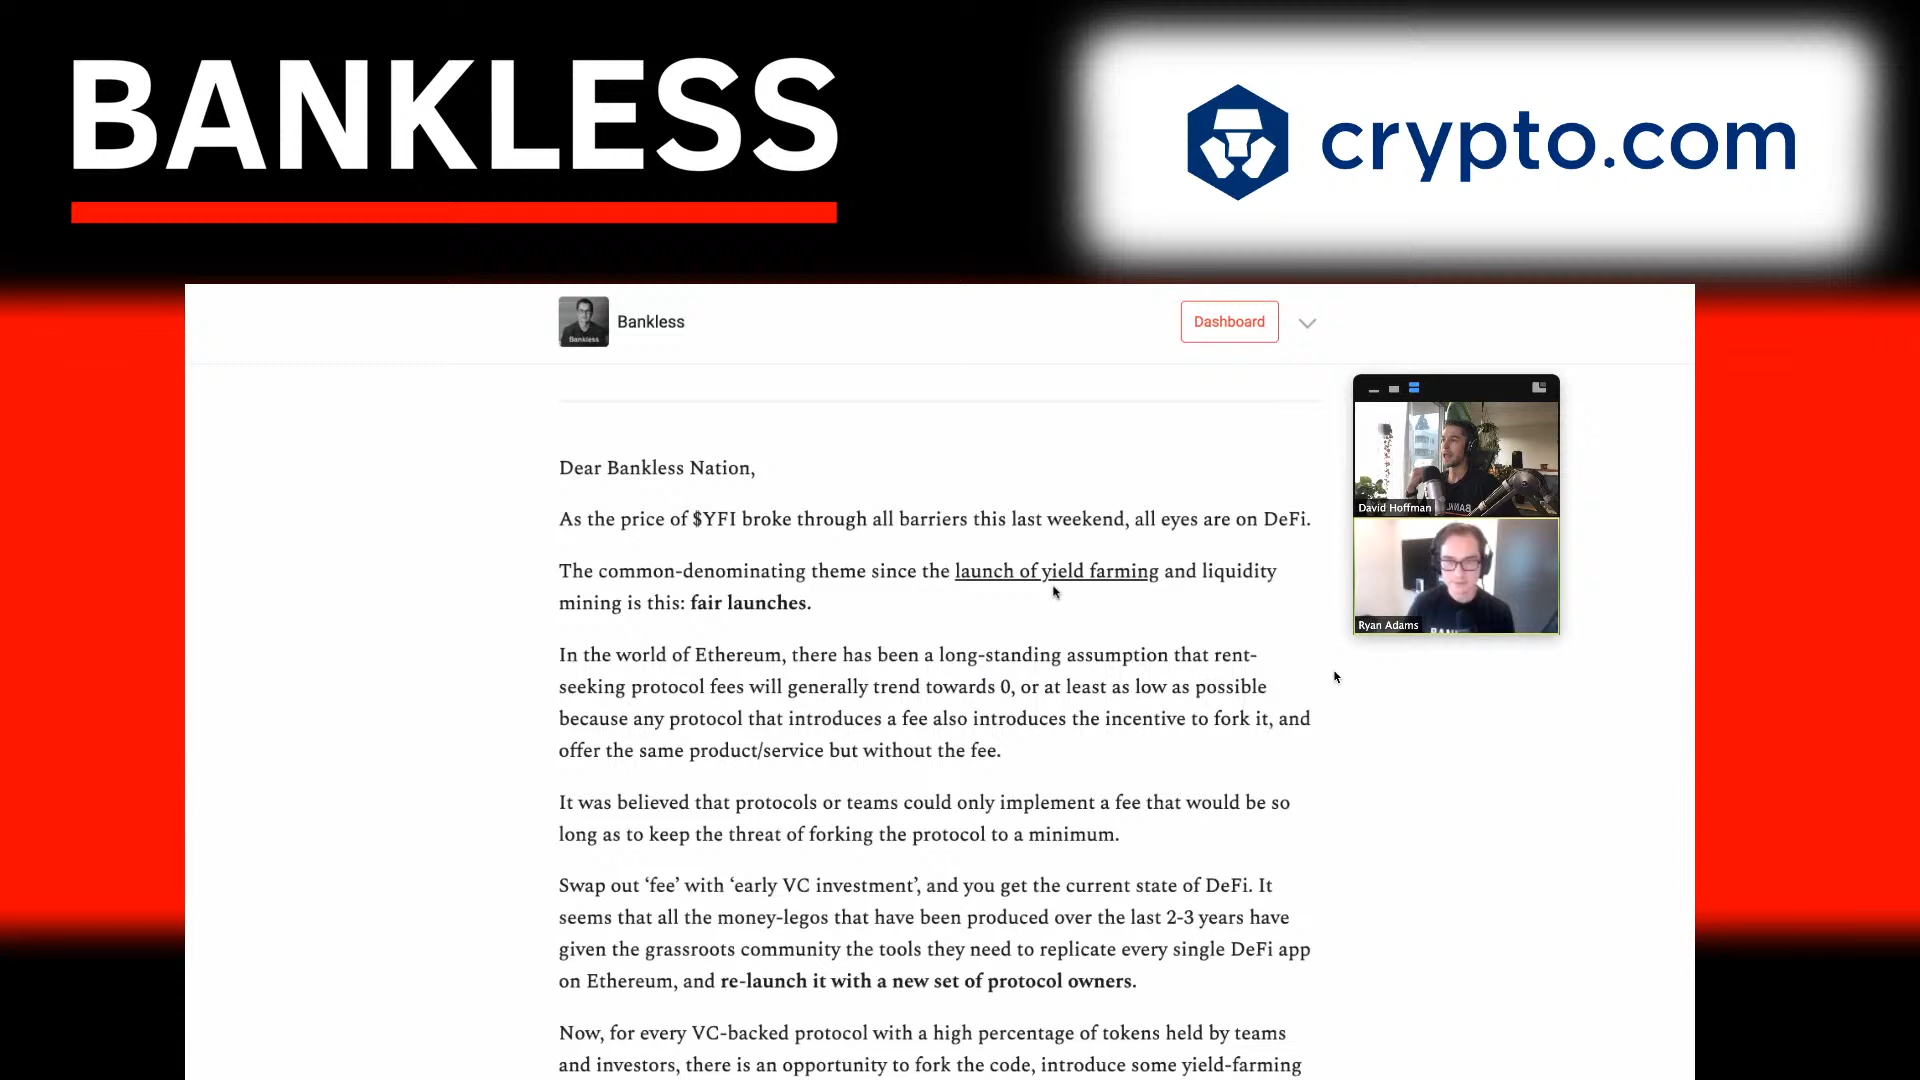 BANKLESS
crypto.com
Bankless
Bankless
Dashboard
Dear Bankless Nation,
As the price of $YFI broke through all barriers this last weekend, all eyes are on DeFi.
The common-denominating theme since the launch of yield farming and liquidity
mining is this: fair launches.
In the world of Ethereum, there has been a long-standing assumption that rent-
seeking protocol fees will generally trend towards 0, or at least as low as possible
because any protocol that introduces a fee also introduces the incentive to fork it, and
offer the same product/service but without the fee.
It was believed that protocols or teams could only implement a fee that would be so
long as to keep the threat of forking the protocol to a minimum.
Swap out ‘fee’ with ‘early VC investment’, and you get the current state of DeFi. It
seems that all the money-legos that have been produced over the last 2-3 years have
given the grassroots community the tools they need to replicate every single DeFi app
on Ethereum, and re-launch it with a new set of protocol owners.
Now, for every VC-backed protocol with a high percentage of tokens held by teams
and investors, there is an opportunity to fork the code, introduce some yield-farming
David Hoffman
Ryan Adams